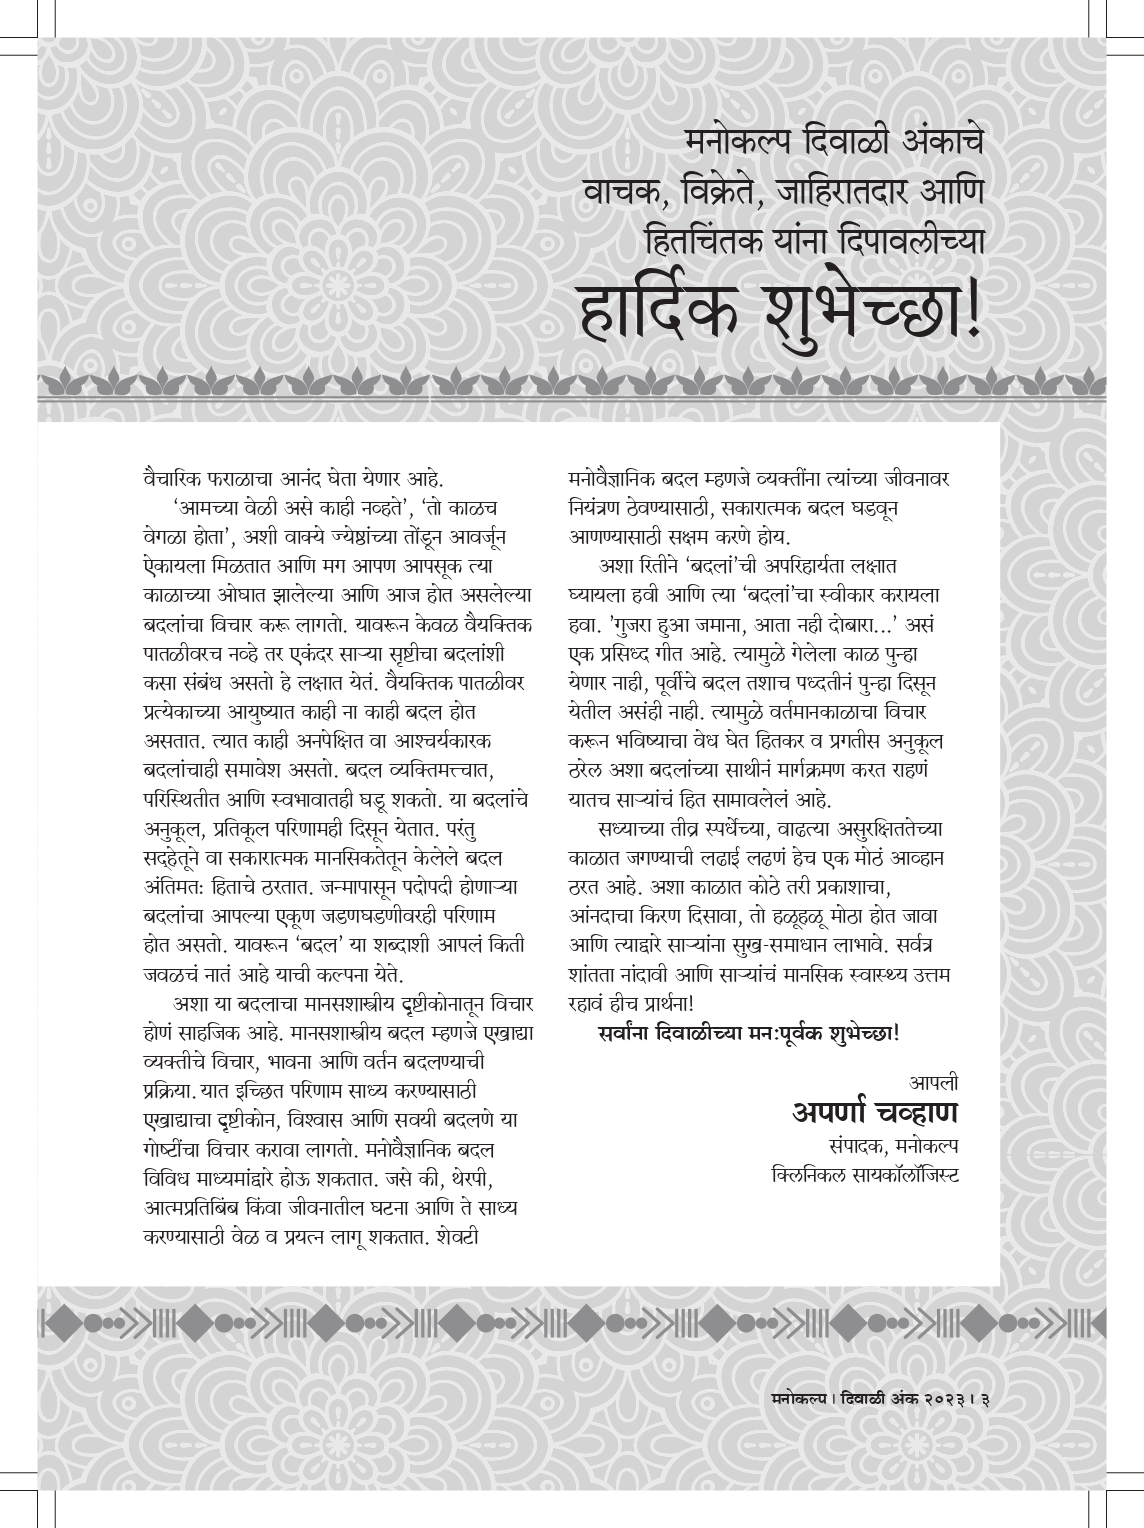 मनोकल्प दिवाळी अंकाचे
वाचक, विक्रेते, जाहिरातदार आणि
हितचिंतक यांना दिपावलीच्या
हार्दिक शुभेच्छा!
वैचारिक फराळाचा आनंद घेता येणार आहे.
‘आमच्या वेळी असे काही नव्हते’, ‘तो काळच
वेगळा होता’, अशी वाक्ये ज्येष्ठांच्या तोंडून आवर्जून
ऐकायला मिळतात आणि मग आपण आपसूक त्या
काळाच्या ओघात झालेल्या आणि आज होत असलेल्या
बदलांचा विचार करू लागतो. यावरून केवळ वैयक्तिक
पातळीवरच नव्हे तर एकंदर साऱ्या सृष्टीचा बदलांशी
कसा संबंध असतो हे लक्षात येतं. वैयक्तिक पातळीवर
प्रत्येकाच्या आयुष्यात काही ना काही बदल होत
असतात. त्यात काही अनपेक्षित वा आश्चर्यकारक
बदलांचाही समावेश असतो. बदल व्यक्तिमत्त्चात,
परिस्थितीत आणि स्वभावातही घडू शकतो. या बदलांचे
अनुकूल, प्रतिकूल परिणामही दिसून येतात. परंतु
सद्हेतूने वा सकारात्मक मानसिकतेतून केलेले बदल
अंतिमतः हिताचे ठरतात. जन्मापासून पदोपदी होणाऱ्या
बदलांचा आपल्या एकूण जडणघडणीवरही परिणाम
होत असतो. यावरून ‘बदल’ या शब्दाशी आपलं किती
जवळचं नातं आहे याची कल्पना येते.
अशा या बदलाचा मानसशास्त्रीय दृष्टीकोनातून विचार
होणं साहजिक आहे. मानसशास्त्रीय बदल म्हणजे एखाद्या
व्यक्तीचे विचार, भावना आणि वर्तन बदलण्याची
प्रक्रिया. यात इच्छित परिणाम साध्य करण्यासाठी
एखाद्याचा दृष्टीकोन, विश्वास आणि सवयी बदलणे या
गोष्टींचा विचार करावा लागतो. मनोवैज्ञानिक बदल
विविध माध्यमांद्वारे होऊ शकतात. जसे की, थेरपी,
आत्मप्रतिबिंब किंवा जीवनातील घटना आणि ते साध्य
करण्यासाठी वेळ व प्रयत्न लागू शकतात. शेवटी
मनोवैज्ञानिक बदल म्हणजे व्यक्तींना त्यांच्या जीवनावर
नियंत्रण ठेवण्यासाठी, सकारात्मक बदल घडवून
आणण्यासाठी सक्षम करणे होय.
अशा रितीने ‘बदलां’ची अपरिहार्यता लक्षात
घ्यायला हवी आणि त्या ‘बदलां’चा स्वीकार करायला
हवा. 'गुजरा हुआ जमाना, आता नही दोबारा...’ असं
एक प्रसिध्द गीत आहे. त्यामुळे गेलेला काळ पुन्हा
येणार नाही, पूर्वीचे बदल तशाच पध्दतीनं पुन्हा दिसून
येतील असंही नाही. त्यामुळे वर्तमानकाळाचा विचार
करून भविष्याचा वेध घेत हितकर व प्रगतीस अनुकूल
ठरेल अशा बदलांच्या साथीनं मार्गक्रमण करत राहणं
यातच साऱ्यांचं हित सामावलेलं आहे.
सध्याच्या तीव्र स्पर्धेच्या, वाढत्या असुरक्षिततेच्या
काळात जगण्याची लढाई लढणं हेच एक मोठं आव्हान
ठरत आहे. अशा काळात कोठे तरी प्रकाशाचा,
आंनदाचा किरण दिसावा, तो हळूहळू मोठा होत जावा
आणि त्याद्वारे साऱ्यांना सुख-समाधान लाभावे. सर्वत्र
शांतता नांदावी आणि साऱ्यांचं मानसिक स्वास्थ्य उत्तम
रहावं हीच प्रार्थना!
सर्वांना दिवाळीच्या मनःपूर्वक शुभेच्छा!
आपली
अपर्णा चव्हाण
संपादक, मनोकल्प
क्लिनिकल सायकॉलॉजिस्ट
मनोकल्प । दिवाळी अंक २०२३ । ३